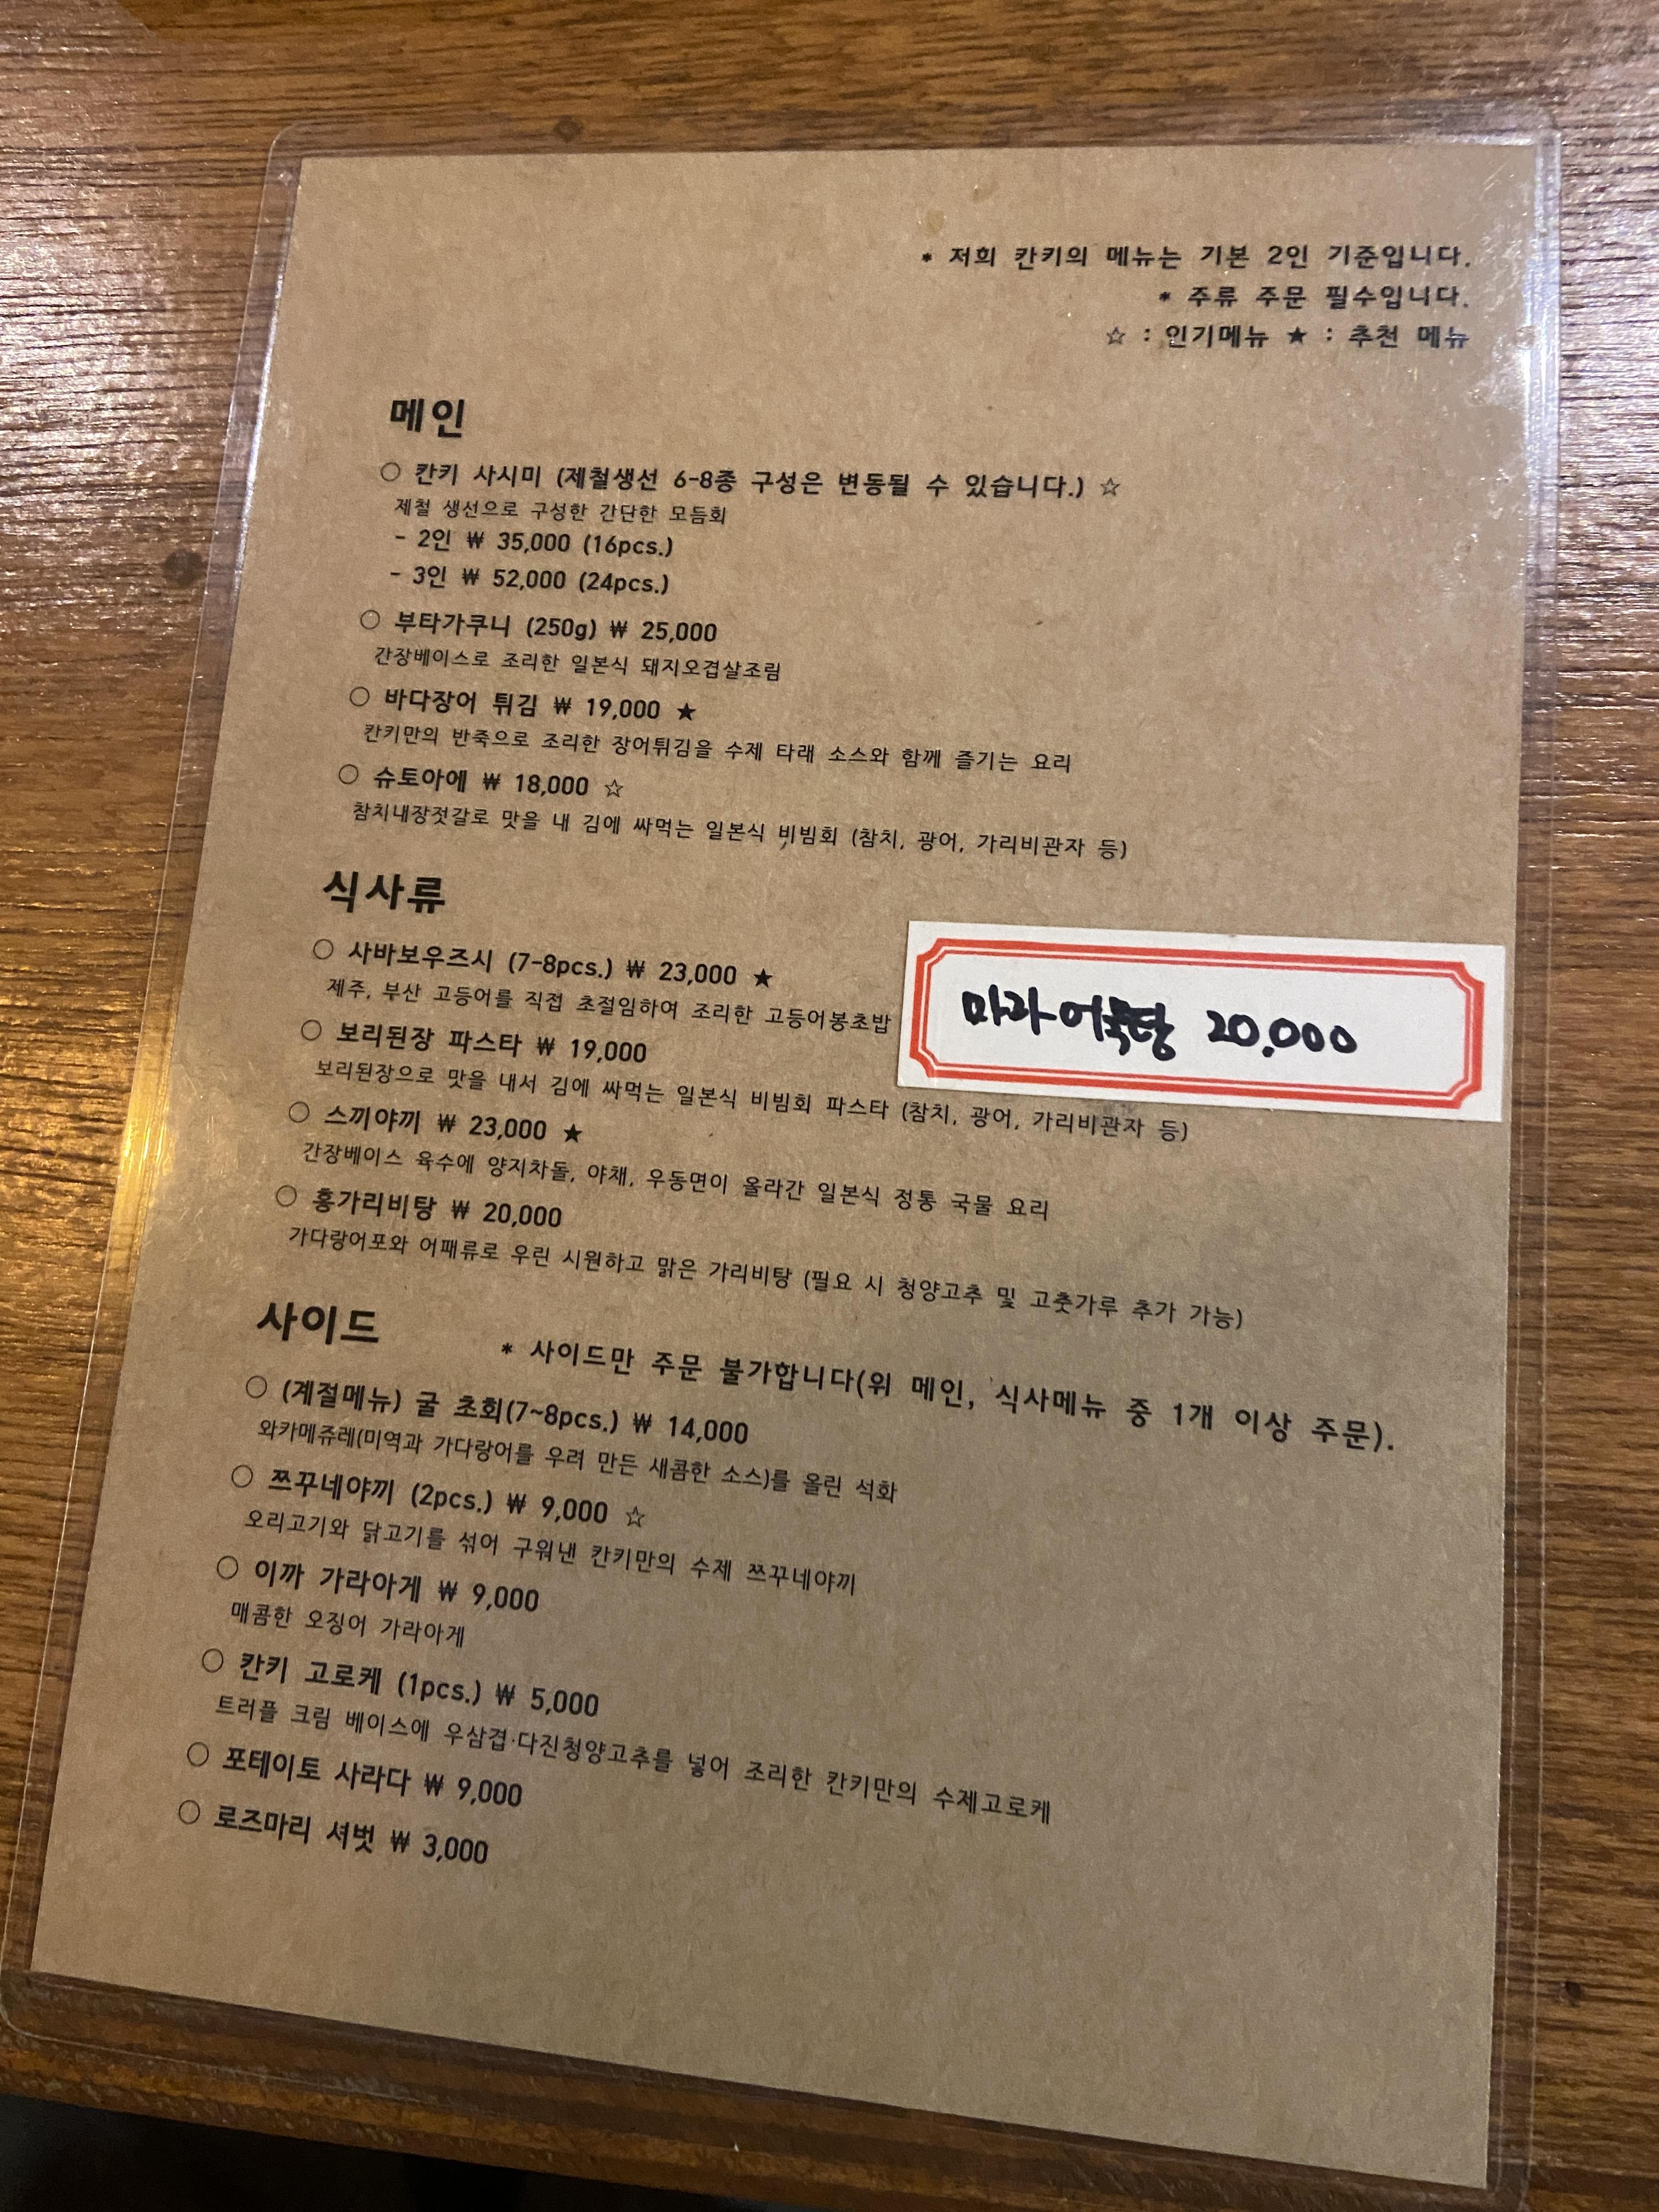 * 저희 칸키의 메뉴는 기본 2인 기준입니다.
* 주류 주문 필수입니다.
☆ : 인기메뉴 ★ : 추천 메뉴
메인
○ 칸키 사시미 (제철생선 6-8종 구성은 변동될 수 있습니다.) ☆
제철 생선으로 구성한 간단한 모듬회
- 2인 ₩ 35,000 (16pcs.)
- 3인 ₩ 52,000 (24pcs.)
○ 부타가쿠니 (250g) ₩ 25,000
간장베이스로 조리한 일본식 돼지오겹살조림
○ 바다장어 튀김 ₩ 19,000 ★
칸키만의 반죽으로 조리한 장어튀김을 수제 타래 소스와 함께 즐기는 요리
○ 슈토아에 ₩ 18,000 ☆
참치내장젓갈로 맛을 내 김에 싸먹는 일본식 비빔회 (참치, 광어, 가리비관자 등)
식사류
○ 사바보우즈시 (7-8pcs.) ₩ 23,000 ★
제주, 부산 고등어를 직접 초절임하여 조리한 고등어봉초밥
마라어묵탕 20,000
○ 보리된장 파스타 ₩ 19,000
보리된장으로 맛을 내서 김에 싸먹는 일본식 비빔회 파스타 (참치, 광어, 가리비관자 등)
○ 스끼야끼 ₩ 23,000 ★
간장베이스 육수에 양지차돌, 야채, 우동면이 올라간 일본식 정통 국물 요리
○ 홍가리비탕 ₩ 20,000
가다랑어포와 어패류로 우린 시원하고 맑은 가리비탕 (필요 시 청양고추 및 고춧가루 추가 가능)
사이드
* 사이드만 주문 불가합니다(위 메인, 식사메뉴 중 1개 이상 주문).
○ (계절메뉴) 굴 초회(7~8pcs.) ₩ 14,000
와카메쥬레(미역과 가다랑어를 우려 만든 새콤한 소스)를 올린 석화
○ 쯔꾸네야끼 (2pcs.) ₩ 9,000 ☆
오리고기와 닭고기를 섞어 구워낸 칸키만의 수제 쯔꾸네야끼
○ 이까 가라아게 ₩ 9,000
매콤한 오징어 가라아게
○ 칸키 고로케 (1pcs.) ₩ 5,000
트러플 크림 베이스에 우삼겹·다진청양고추를 넣어 조리한 칸키만의 수제고로케
○ 포테이토 사라다 ₩ 9,000
○ 로즈마리 셔벗 ₩ 3,000